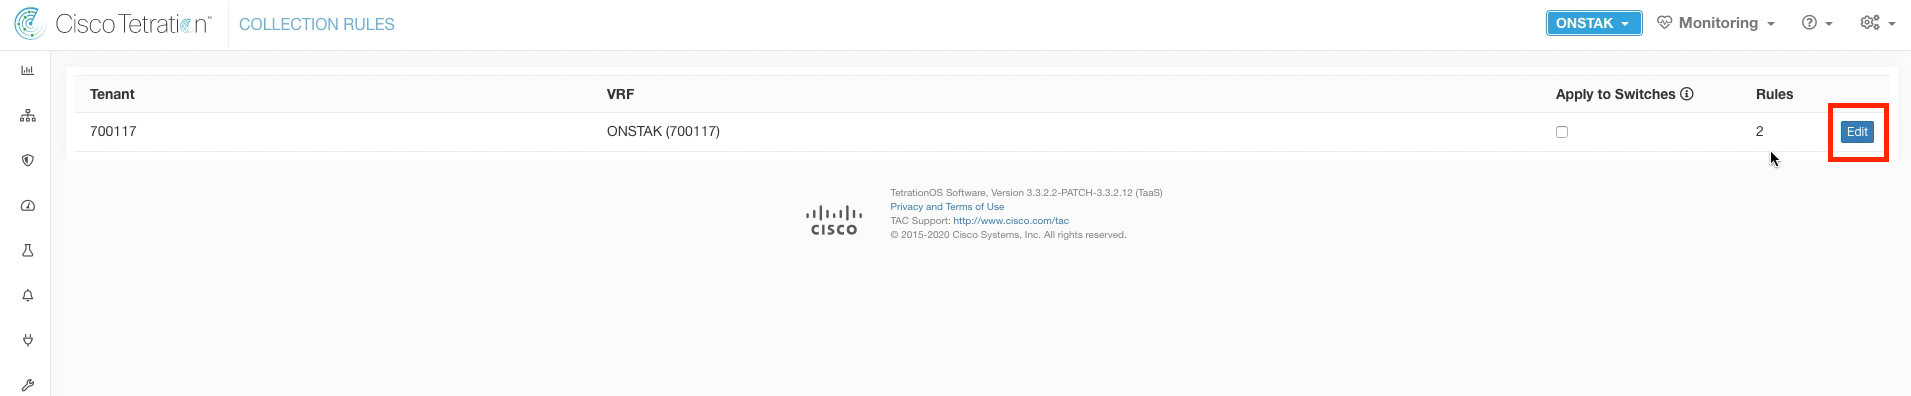 Cisco Tetration™ COLLECTION RULES ONSTAK Monitoring
Tenant VRF Apply to Switches Rules
700117 ONSTAK (700117) 2 Edit
TetrationOS Software, Version 3.3.2.2-PATCH-3.3.2.12 (TaaS)
Privacy and Terms of Use
TAC Support: http://www.cisco.com/tac
CISCO
© 2015-2020 Cisco Systems, Inc. All rights reserved.